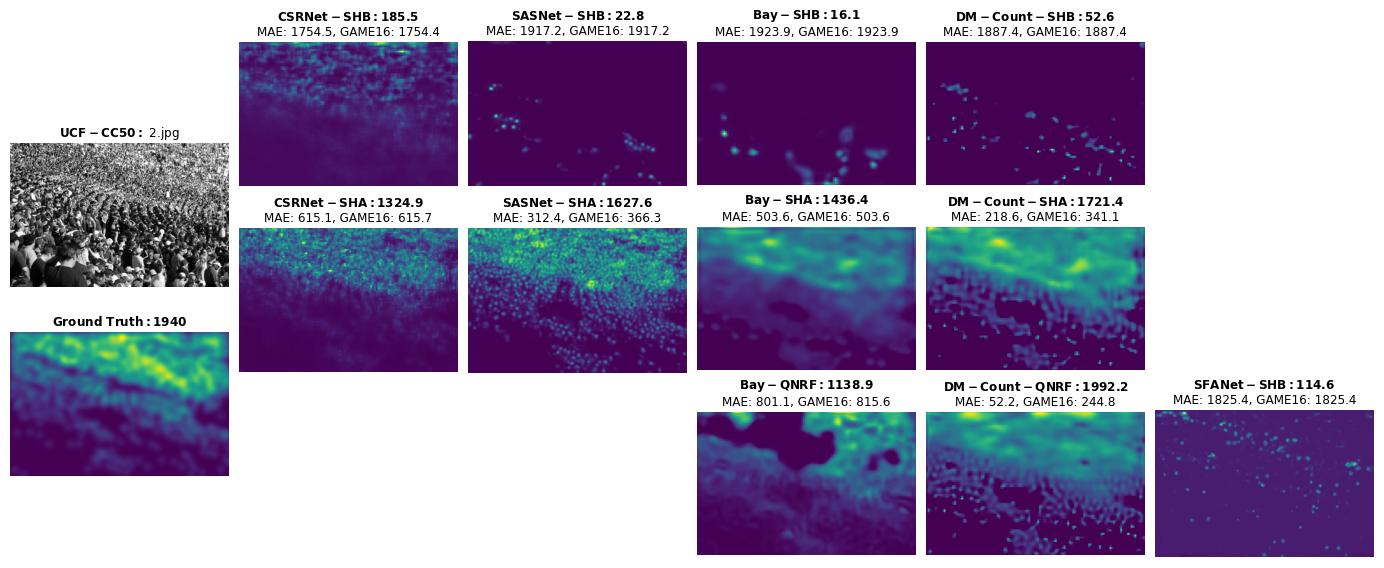 CSRNet − SHB: 185.5
MAE: 1754.5, GAME16: 1754.4
SASNet − SHB: 22.8
MAE: 1917.2, GAME16: 1917.2
Bay − SHB: 16.1
MAE: 1923.9, GAME16: 1923.9
DM − Count − SHB: 52.6
MAE: 1887.4, GAME16: 1887.4
UCF − CC50: 2.jpg
CSRNet − SHA: 1324.9
MAE: 615.1, GAME16: 615.7
SASNet − SHA: 1627.6
MAE: 312.4, GAME16: 366.3
Bay − SHA: 1436.4
MAE: 503.6, GAME16: 503.6
DM − Count − SHA: 1721.4
MAE: 218.6, GAME16: 341.1
Ground Truth: 1940
Bay − QNRF: 1138.9
MAE: 801.1, GAME16: 815.6
DM − Count − QNRF: 1992.2
MAE: 52.2, GAME16: 244.8
SFANet − SHB: 114.6
MAE: 1825.4, GAME16: 1825.4